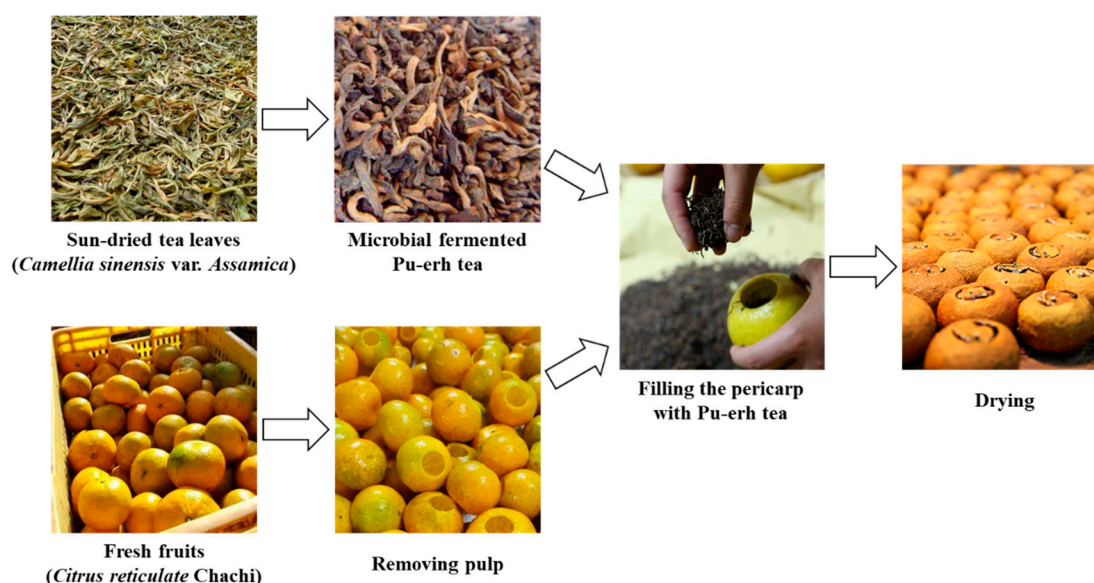 Sun-dried tea leaves
(Camellia sinensis var. Assamica)
Microbial fermented
Pu-erh tea
Fresh fruits
(Citrus reticulate Chachi)
Removing pulp
Filling the pericarp
with Pu-erh tea
Drying